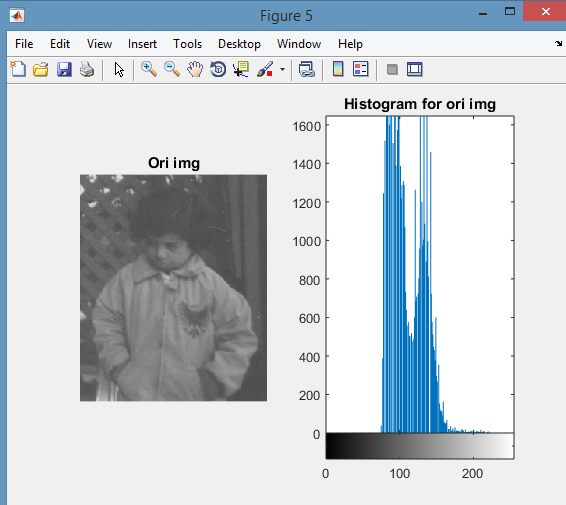 Figure 5
File Edit View Insert Tools Desktop Window Help
Ori img
Histogram for ori img
1600
1400
1200
1000
800
600
400
200
0
0 100 200